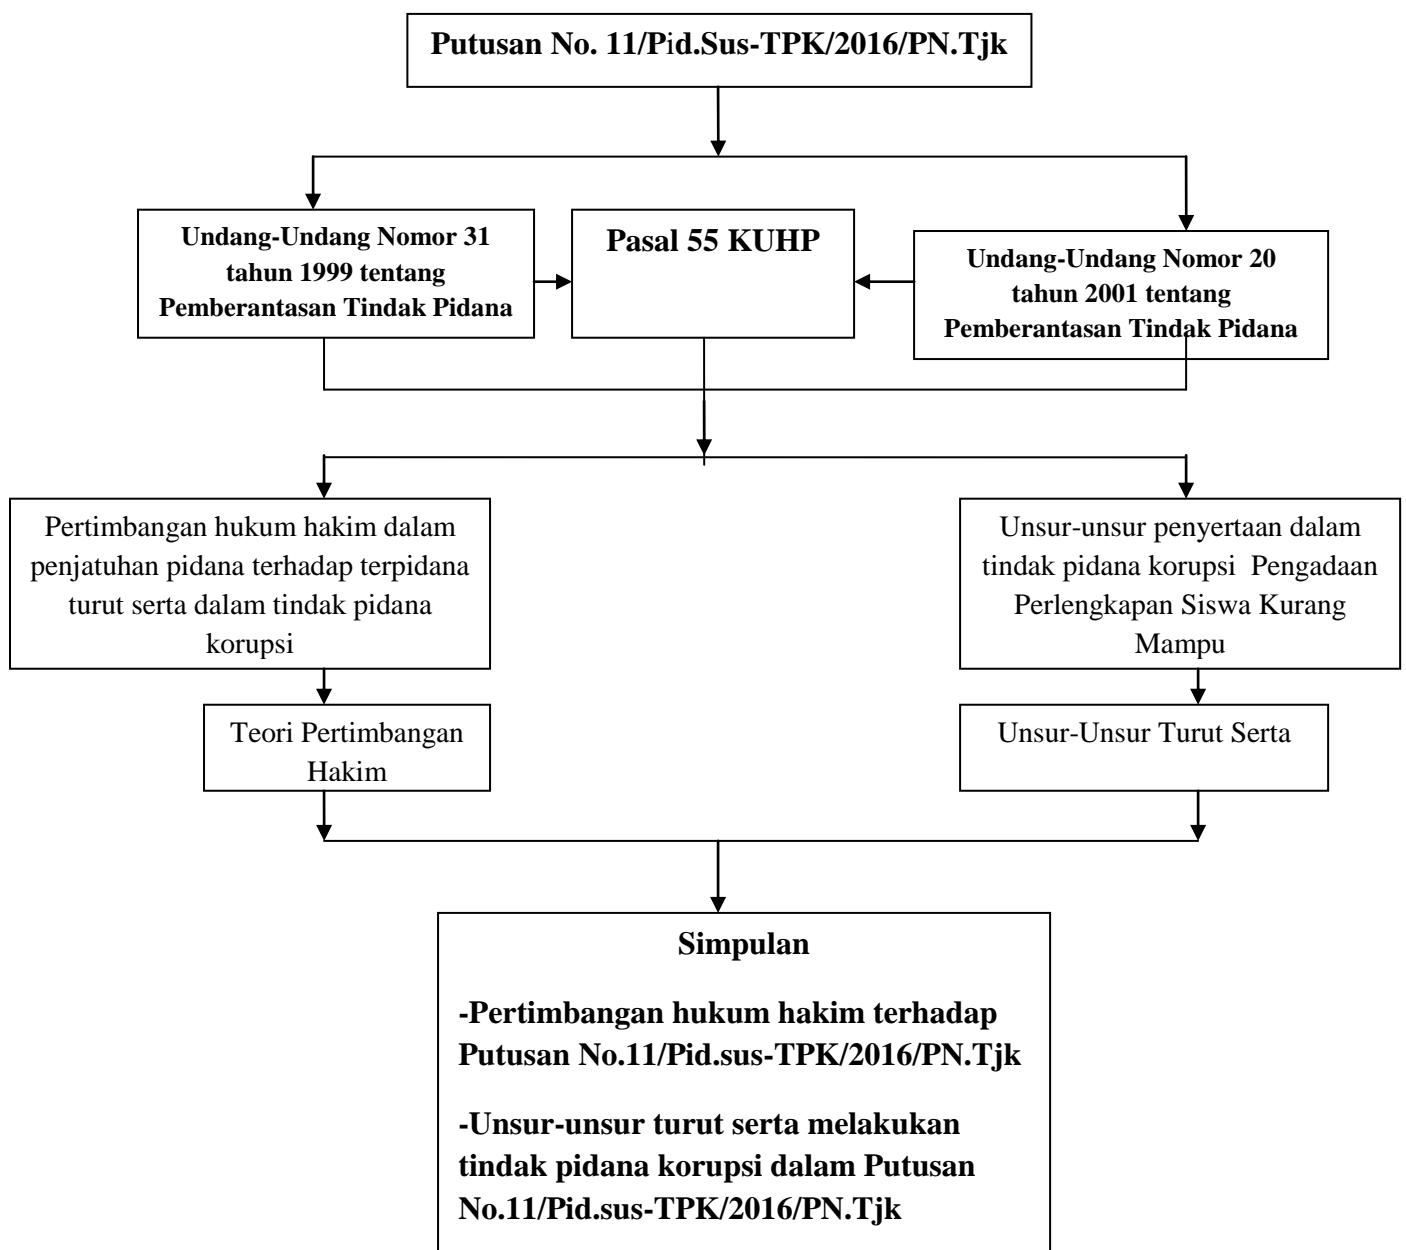 Putusan No. 11/Pid.Sus-TPK/2016/PN.Tjk
Undang-Undang Nomor 31
tahun 1999 tentang
Pemberantasan Tindak Pidana
Pasal 55 KUHP
Undang-Undang Nomor 20
tahun 2001 tentang
Pemberantasan Tindak Pidana
Pertimbangan hukum hakim dalam
penjatuhan pidana terhadap terpidana
turut serta dalam tindak pidana
korupsi
Unsur-unsur penyertaan dalam
tindak pidana korupsi Pengadaan
Perlengkapan Siswa Kurang
Mampu
Teori Pertimbangan
Hakim
Unsur-Unsur Turut Serta
Simpulan
-Pertimbangan hukum hakim terhadap
Putusan No.11/Pid.sus-TPK/2016/PN.Tjk
-Unsur-unsur turut serta melakukan
tindak pidana korupsi dalam Putusan
No.11/Pid.sus-TPK/2016/PN.Tjk